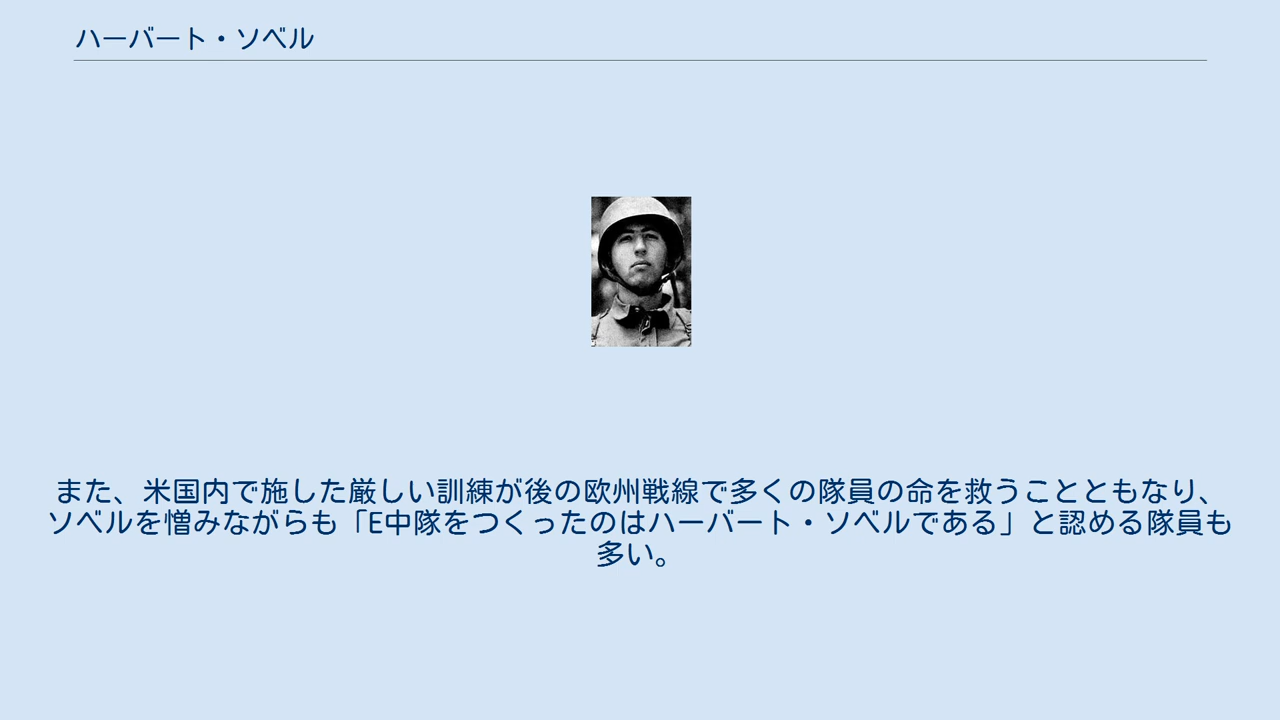 ハーバート・ソベル
また、米国内で施した厳しい訓練が後の欧州戦線で多くの隊員の命を救うことともなり、
ソベルを憎みながらも「E中隊をつくったのはハーバート・ソベルである」と認める隊員も
多い。